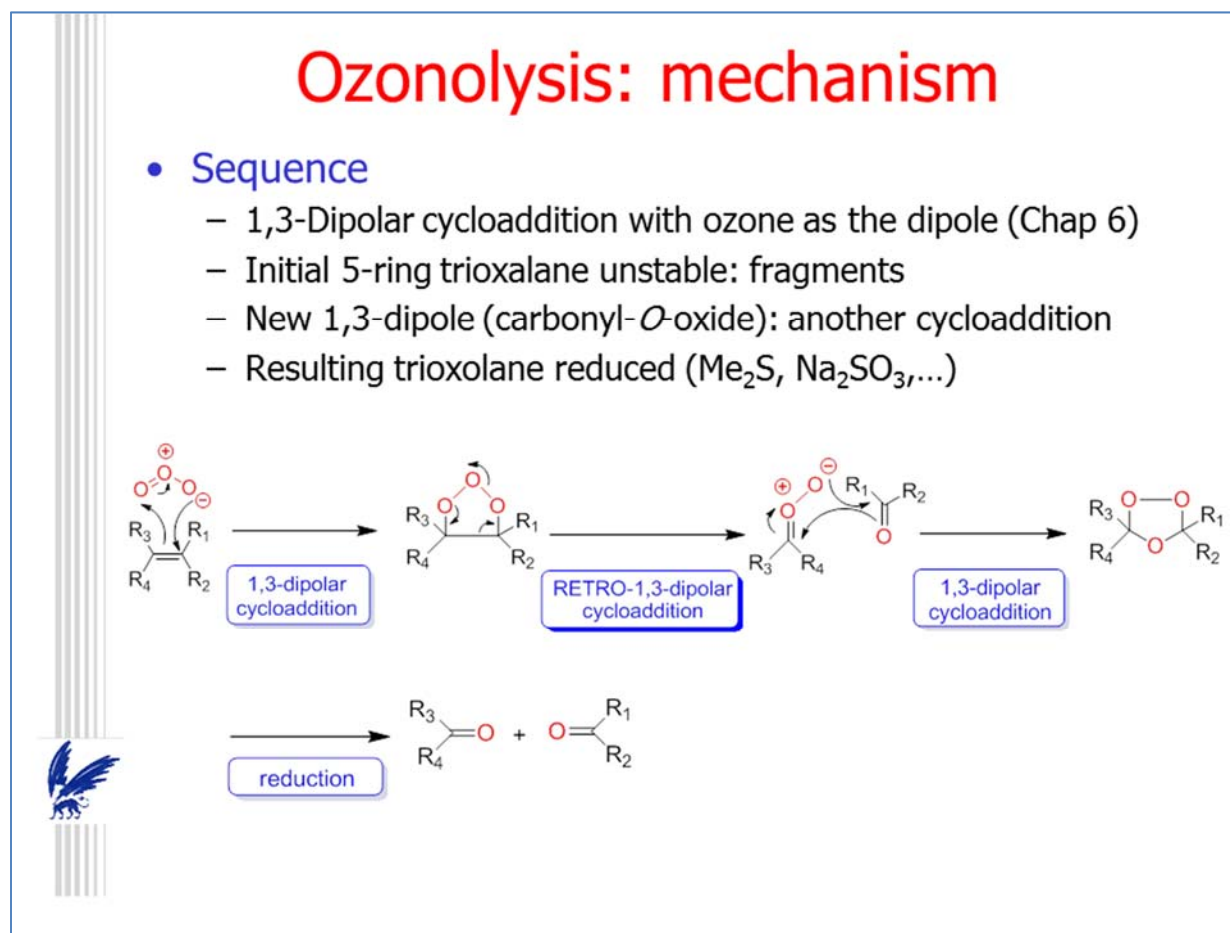 Ozonolysis: mechanism
• Sequence
– 1,3-Dipolar cycloaddition with ozone as the dipole (Chap 6)
– Initial 5-ring trioxalane unstable: fragments
– New 1,3-dipole (carbonyl-O-oxide): another cycloaddition
– Resulting trioxolane reduced (Me₂S, Na₂SO₃,…)
⊕
O O O ⊖
R₃ R₁
R₄ R₂
1,3-dipolar
cycloaddition
O
O O
R₃ R₁
R₄ R₂
RETRO-1,3-dipolar
cycloaddition
⊖
⊕ O R₁ R₂
O O
R₃ R₄
1,3-dipolar
cycloaddition
O O
R₃ R₁
R₄ O R₂
reduction
R₃ R₁
O + O
R₄ R₂